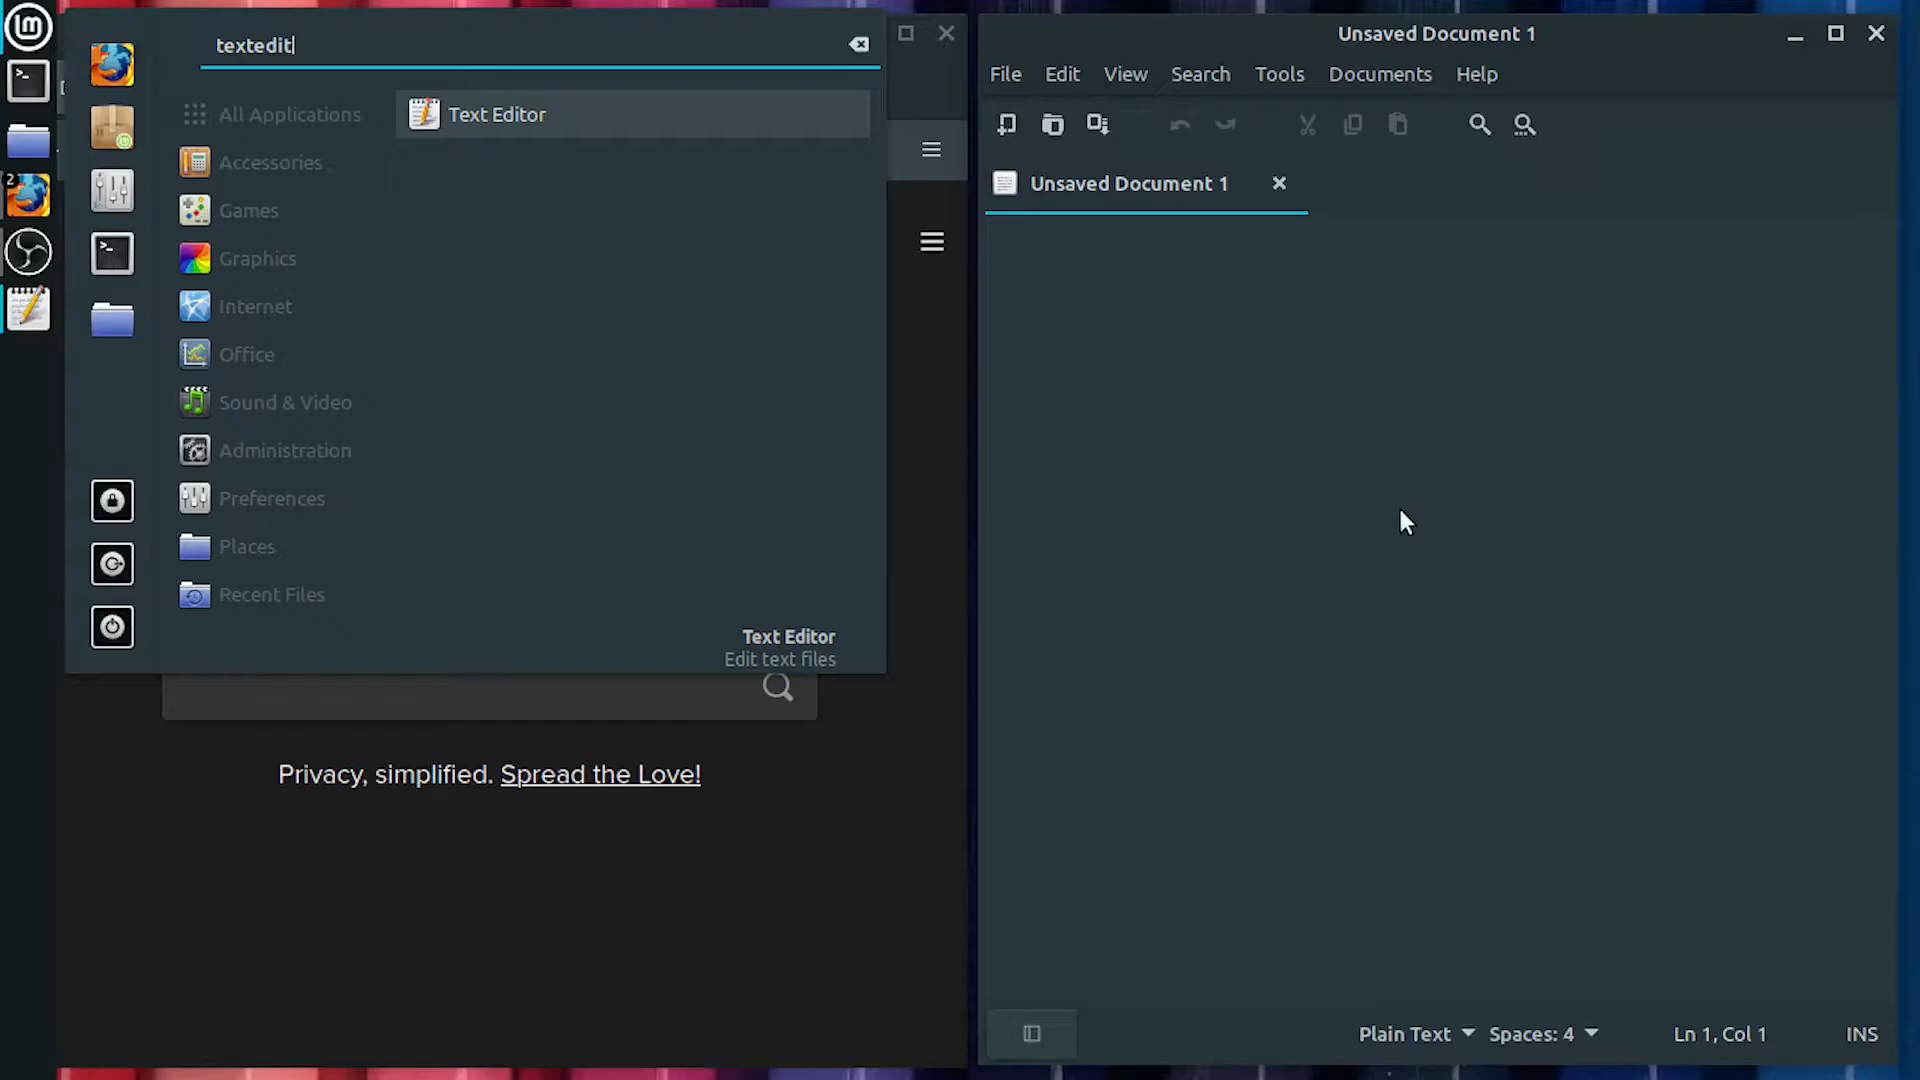 textedit
All Applications
Accessories
Games
Graphics
Internet
Office
Sound & Video
Administration
Preferences
Places
Recent Files
Text Editor
Text Editor
Edit text files
2
Privacy, simplified. Spread the Love!
Unsaved Document 1
File Edit View Search Tools Documents Help
Unsaved Document 1
Plain Text Spaces: 4 Ln 1, Col 1 INS